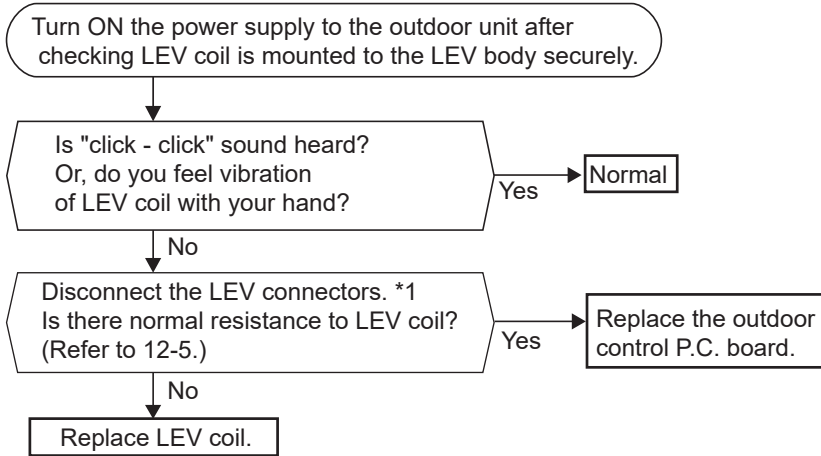 Turn ON the power supply to the outdoor unit after
checking LEV coil is mounted to the LEV body securely.
Is "click - click" sound heard?
Or, do you feel vibration
of LEV coil with your hand?
Yes
Normal
No
Disconnect the LEV connectors. *1
Is there normal resistance to LEV coil?
(Refer to 12-5.)
Yes
Replace the outdoor
control P.C. board.
No
Replace LEV coil.